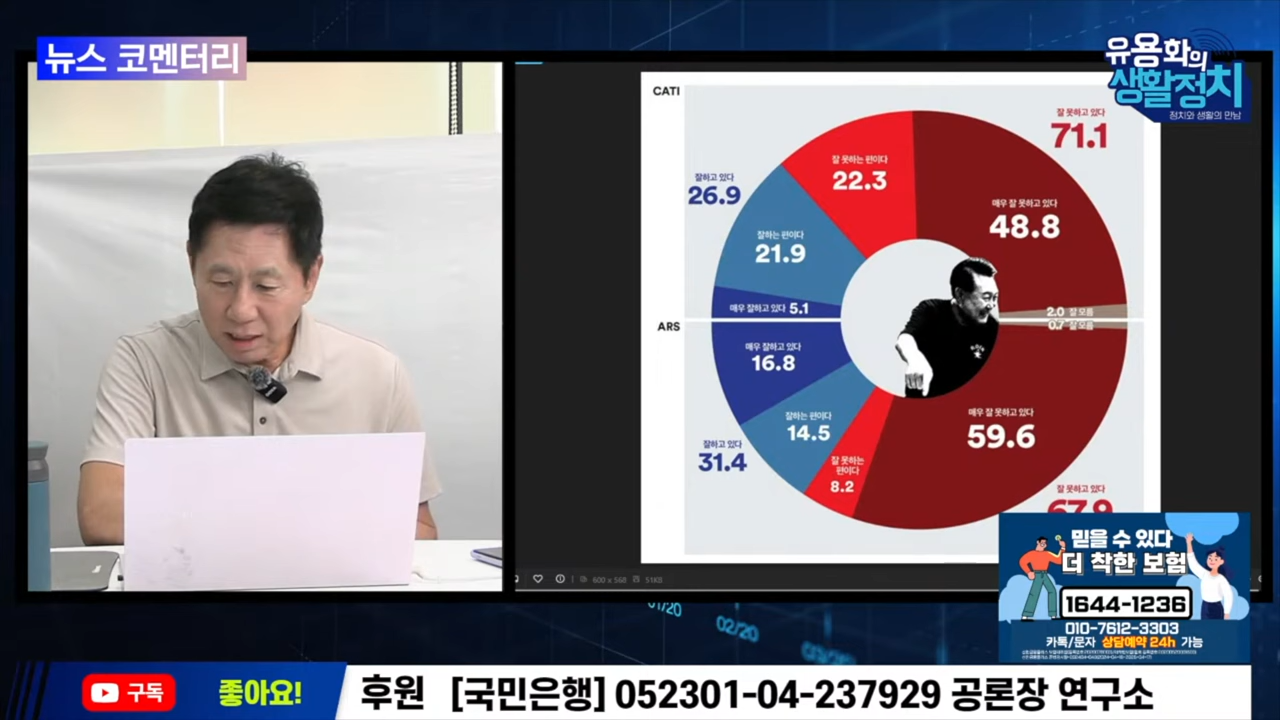 뉴스 코멘터리
유용화의
생활정치
정치와 생활의 만남
CATI
잘 못하고 있다
71.1
잘 못하는 편이다
22.3
잘하고 있다
26.9
매우 잘 못하고 있다
48.8
잘하는 편이다
21.9
매우 잘하고 있다 5.1
2.0 잘 모름
0.7 잘 모름
ARS
매우 잘하고 있다
16.8
잘하는 편이다
14.5
매우 잘 못하고 있다
59.6
잘하고 있다
31.4
잘 못하는
편이다
8.2
잘 못하고 있다
67.9
600 x 568
51KB
믿을 수 있다
더 착한 보험
1644-1236
010-7612-3303
카톡/문자 상담예약 24h 가능
01/20
02/20
구독
좋아요!
후원 [국민은행] 052301-04-237929 공론장 연구소